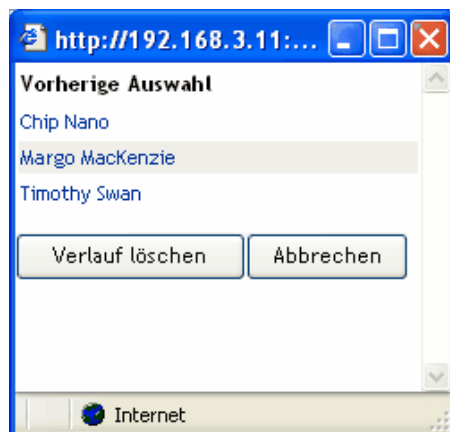 http://192.168.3.11:...
Vorherige Auswahl
Chip Nano
Margo MacKenzie
Timothy Swan
Verlauf löschen Abbrechen
Internet